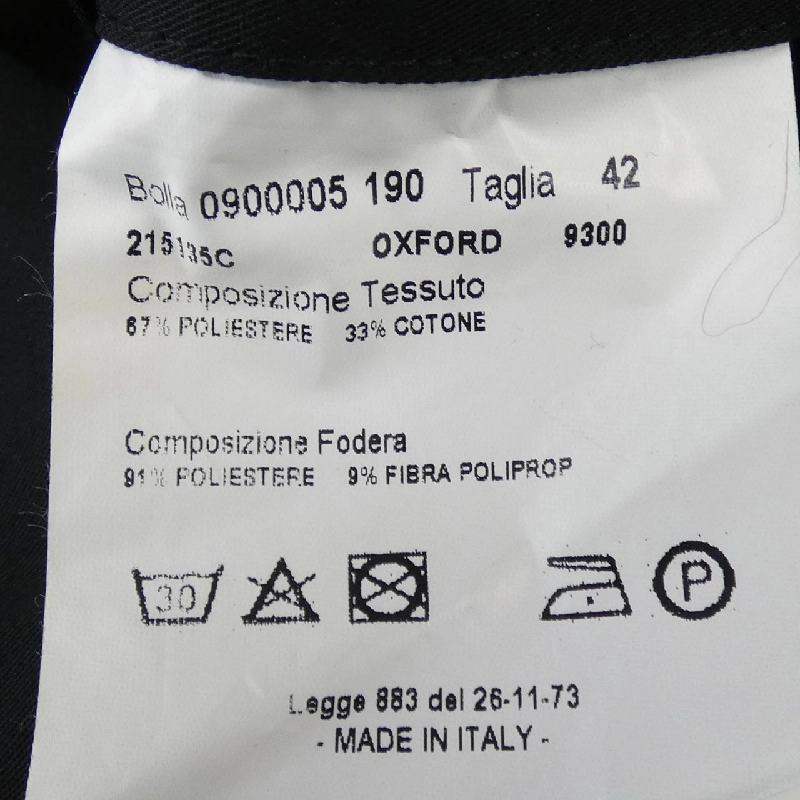 Bolla 0900005 190 Taglia 42
215135C OXFORD 9300
Composizione Tessuto
67% POLIESTERE 33% COTONE
Composizione Fodera
91% POLIESTERE 9% FIBRA POLIPROP
30 P
Legge 883 del 26-11-73
- MADE IN ITALY -